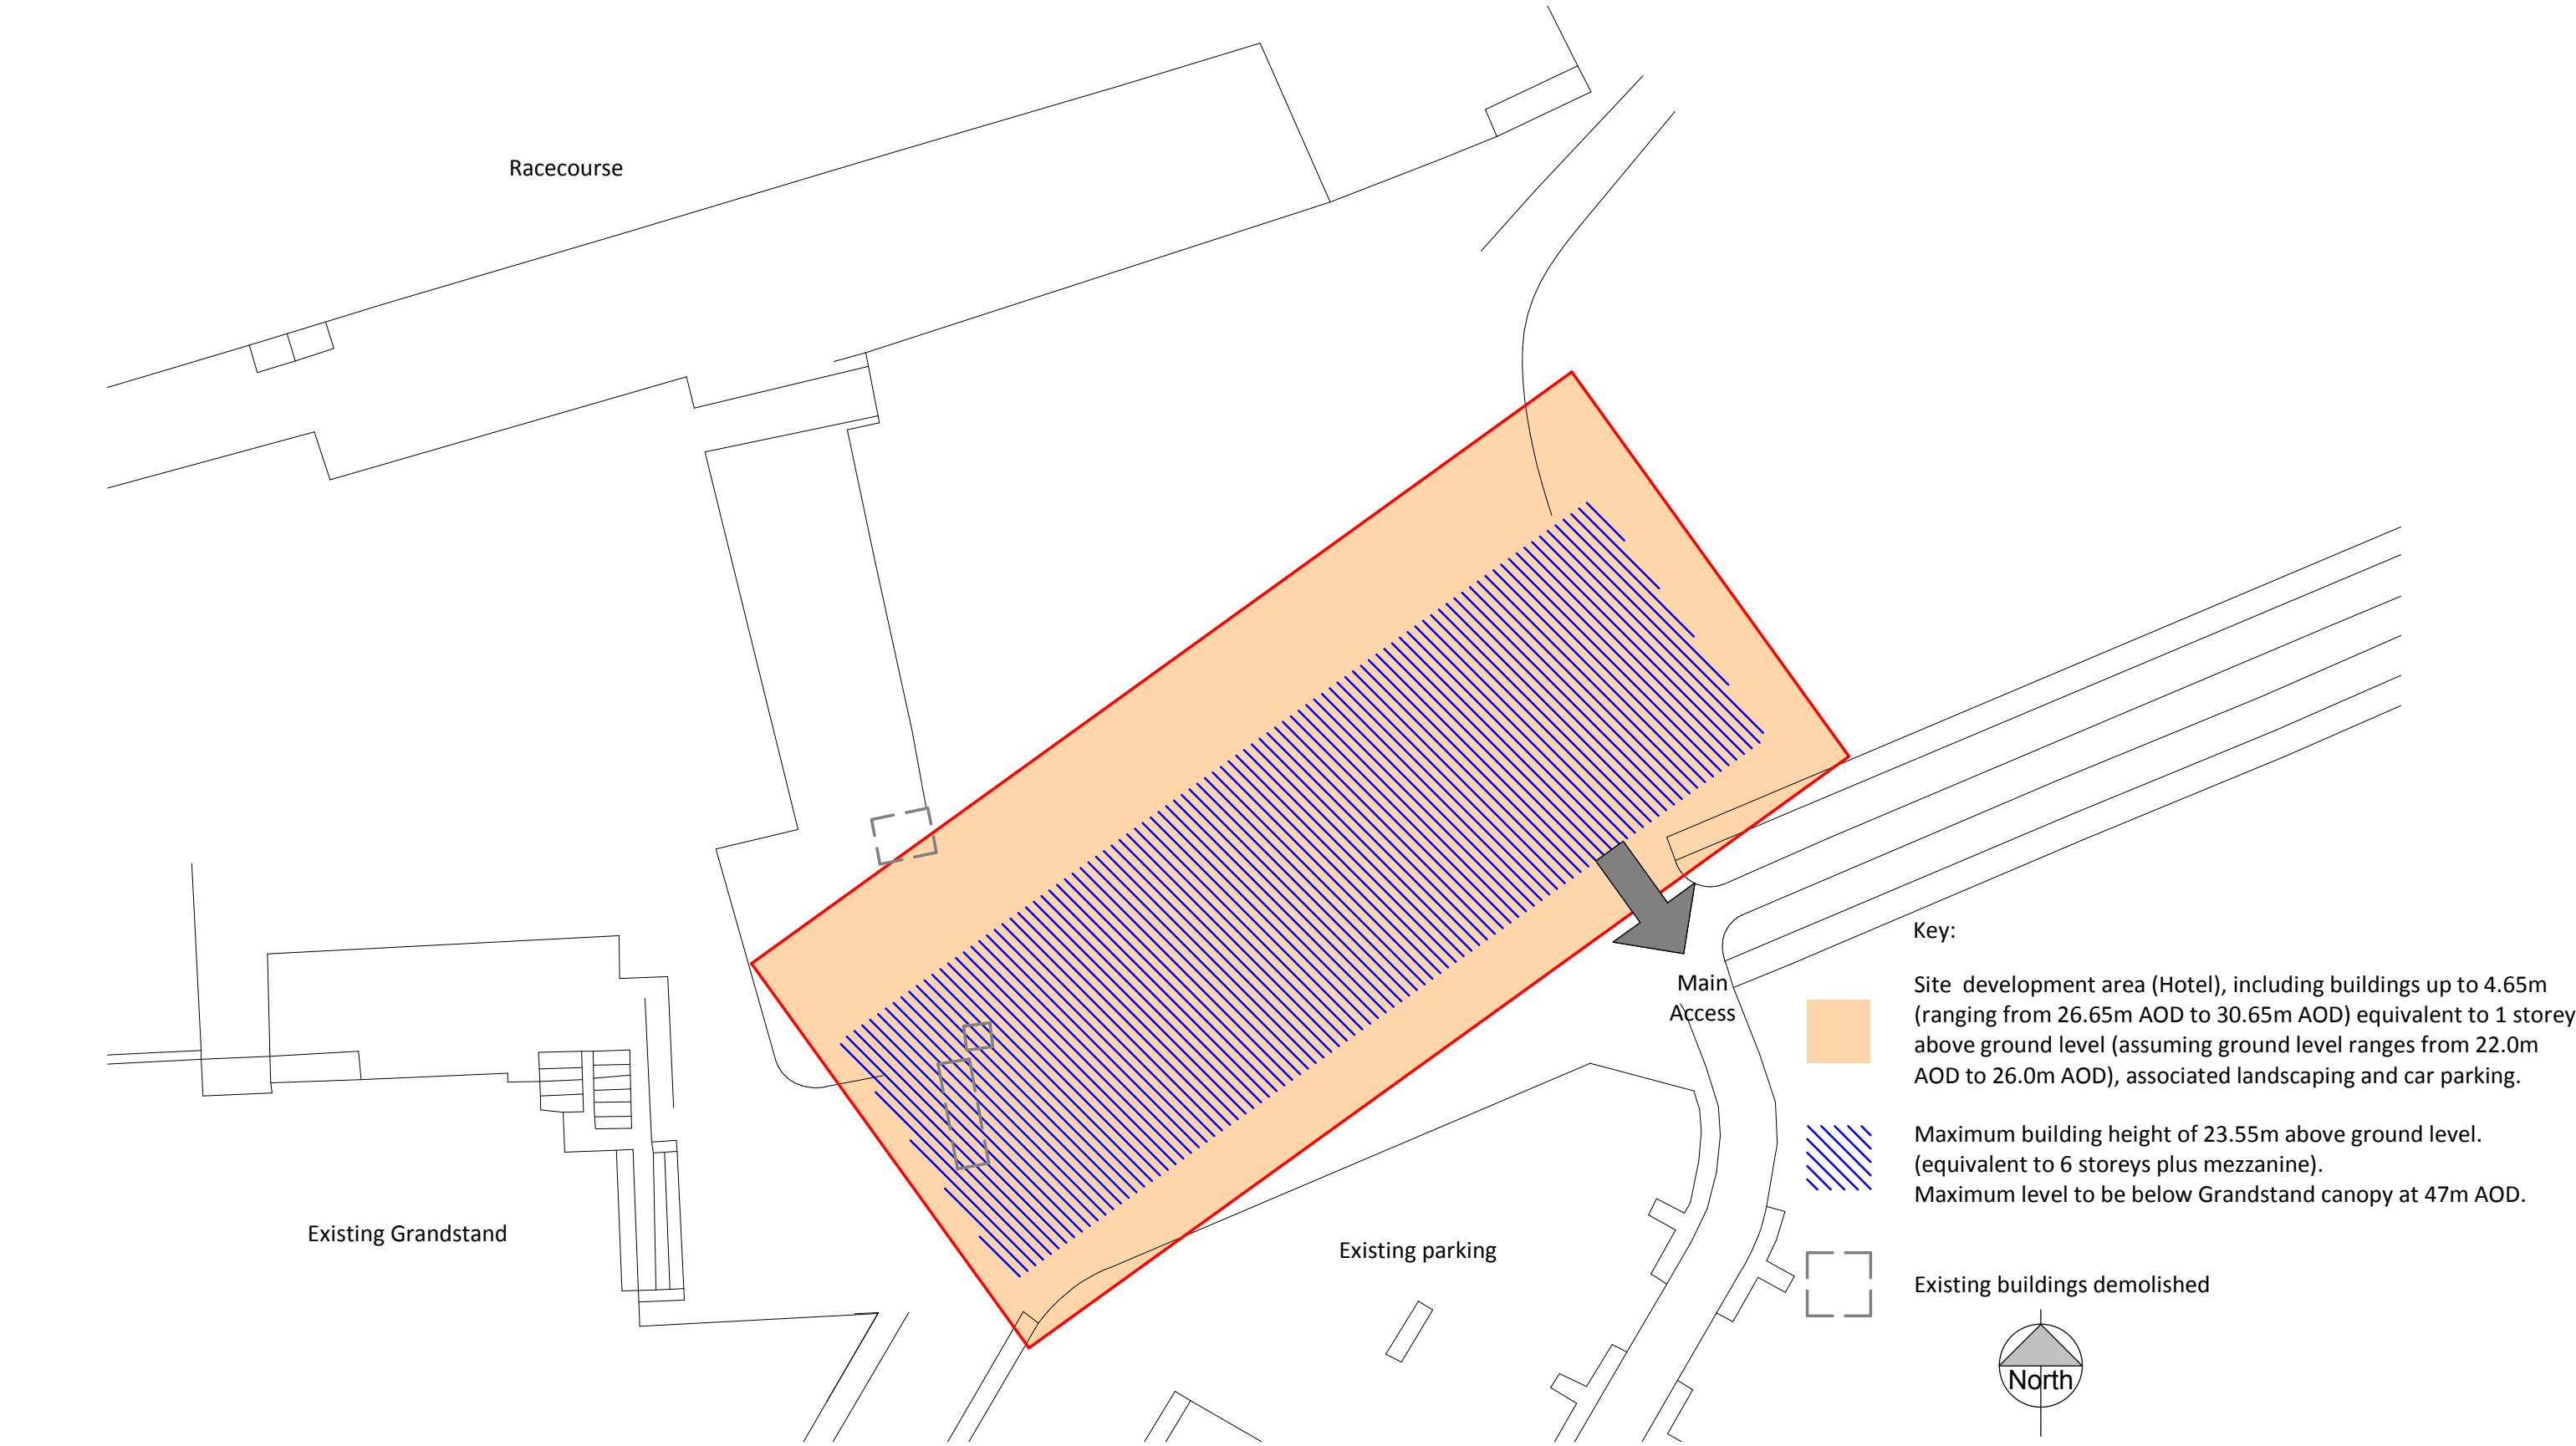 Racecourse
Key:
Main
Access
Site development area (Hotel), including buildings up to 4.65m
(ranging from 26.65m AOD to 30.65m AOD) equivalent to 1 storey
above ground level (assuming ground level ranges from 22.0m
AOD to 26.0m AOD), associated landscaping and car parking.
Maximum building height of 23.55m above ground level.
(equivalent to 6 storeys plus mezzanine).
Maximum level to be below Grandstand canopy at 47m AOD.
Existing Grandstand
Existing parking
Existing buildings demolished
North